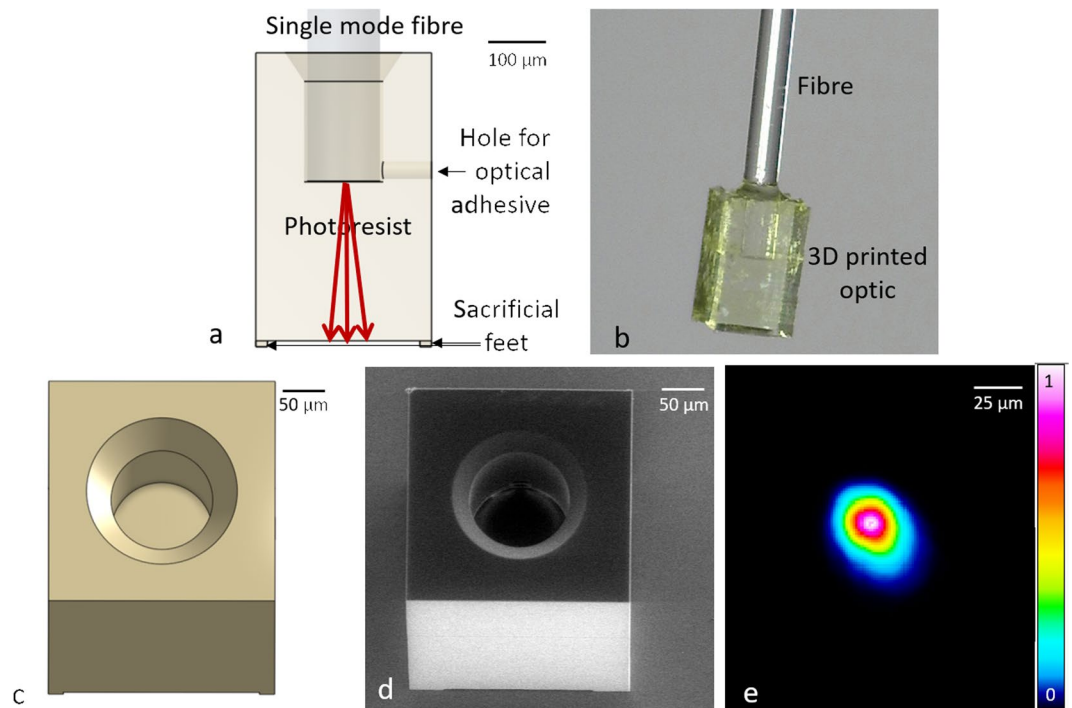 Single mode fibre
100 μm
Hole for
optical
adhesive
Photoresist
Sacrificial
feet
a
Fibre
3D printed
optic
b
50 μm
c
50 μm
d
25 μm
1
0
e